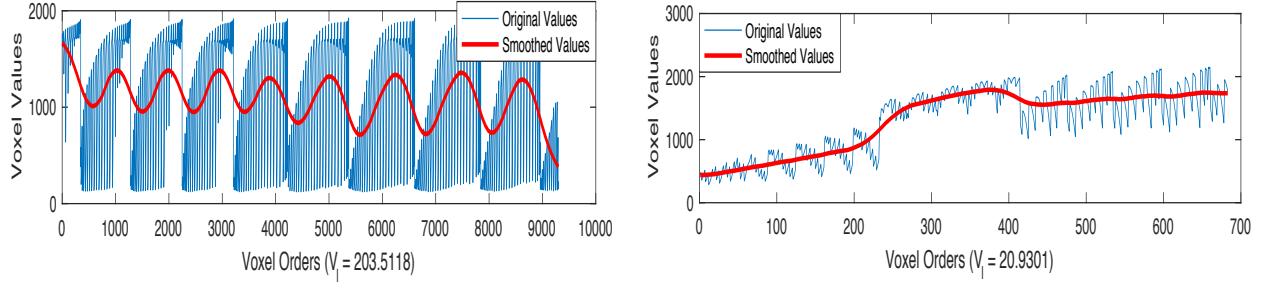 2000
1000
0
Voxel Values
0 1000 2000 3000 4000 5000 6000 7000 8000 9000 10000
Voxel Orders (V_I = 203.5118)
Original Values
Smoothed Values
3000
2000
1000
0
Voxel Values
0 100 200 300 400 500 600 700
Voxel Orders (V_I = 20.9301)
Original Values
Smoothed Values